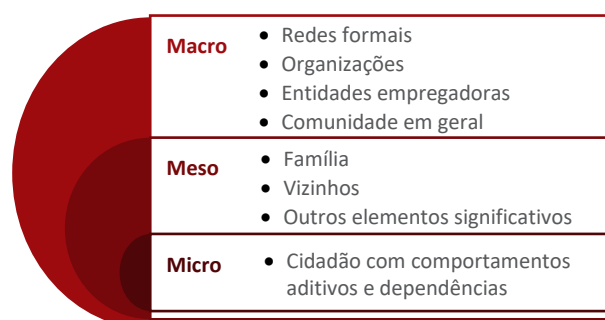 Macro
• Redes formais
• Organizações
• Entidades empregadoras
• Comunidade em geral
Meso
• Família
• Vizinhos
• Outros elementos significativos
Micro
• Cidadão com comportamentos
aditivos e dependências